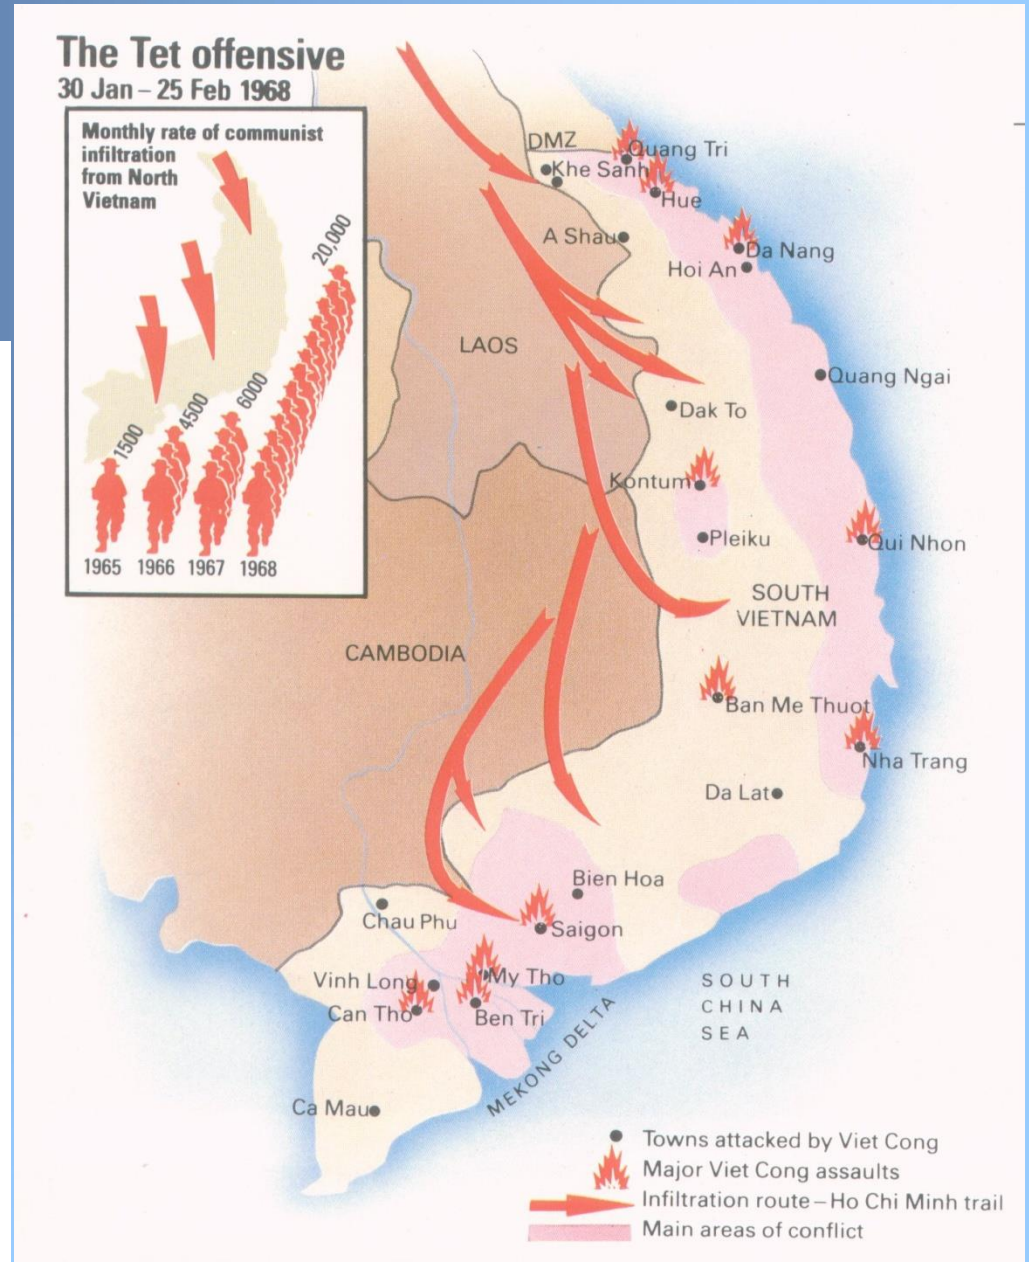 The Tet offensive
30 Jan – 25 Feb 1968
Monthly rate of communist
infiltration
from North
Vietnam
20,000
6000
4500
1500
1965 1966 1967 1968
DMZ
Quang Tri
Khe Sanh
Hue
A Shau
Da Nang
Hoi An
LAOS
Quang Ngai
Dak To
Kontum
Pleiku
Qui Nhon
SOUTH
VIETNAM
CAMBODIA
Ban Me Thuot
Nha Trang
Da Lat
Bien Hoa
Chau Phu
Saigon
Vinh Long
My Tho
Can Tho
Ben Tri
SOUTH
CHINA
SEA
MEKONG DELTA
Ca Mau
Towns attacked by Viet Cong
Major Viet Cong assaults
Infiltration route – Ho Chi Minh trail
Main areas of conflict